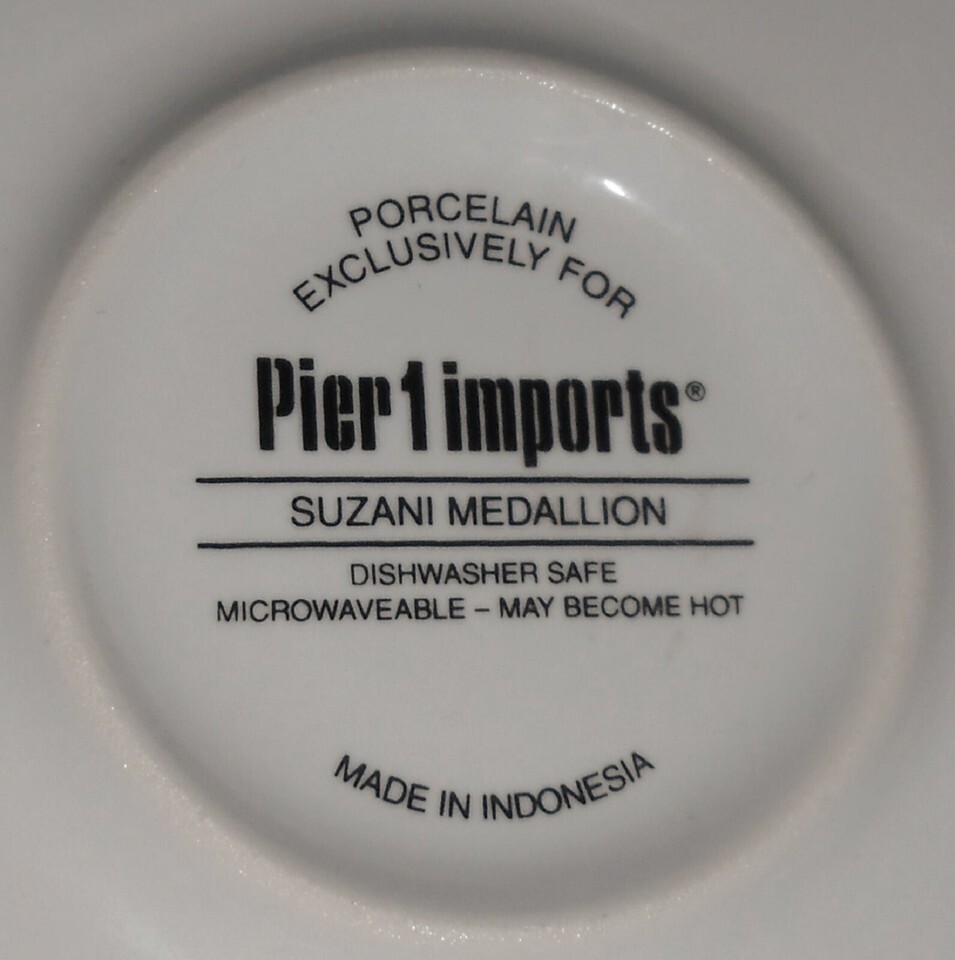 PORCELAIN
EXCLUSIVELY FOR
Pier 1 imports®
SUZANI MEDALLION
DISHWASHER SAFE
MICROWAVEABLE – MAY BECOME HOT
MADE IN INDONESIA